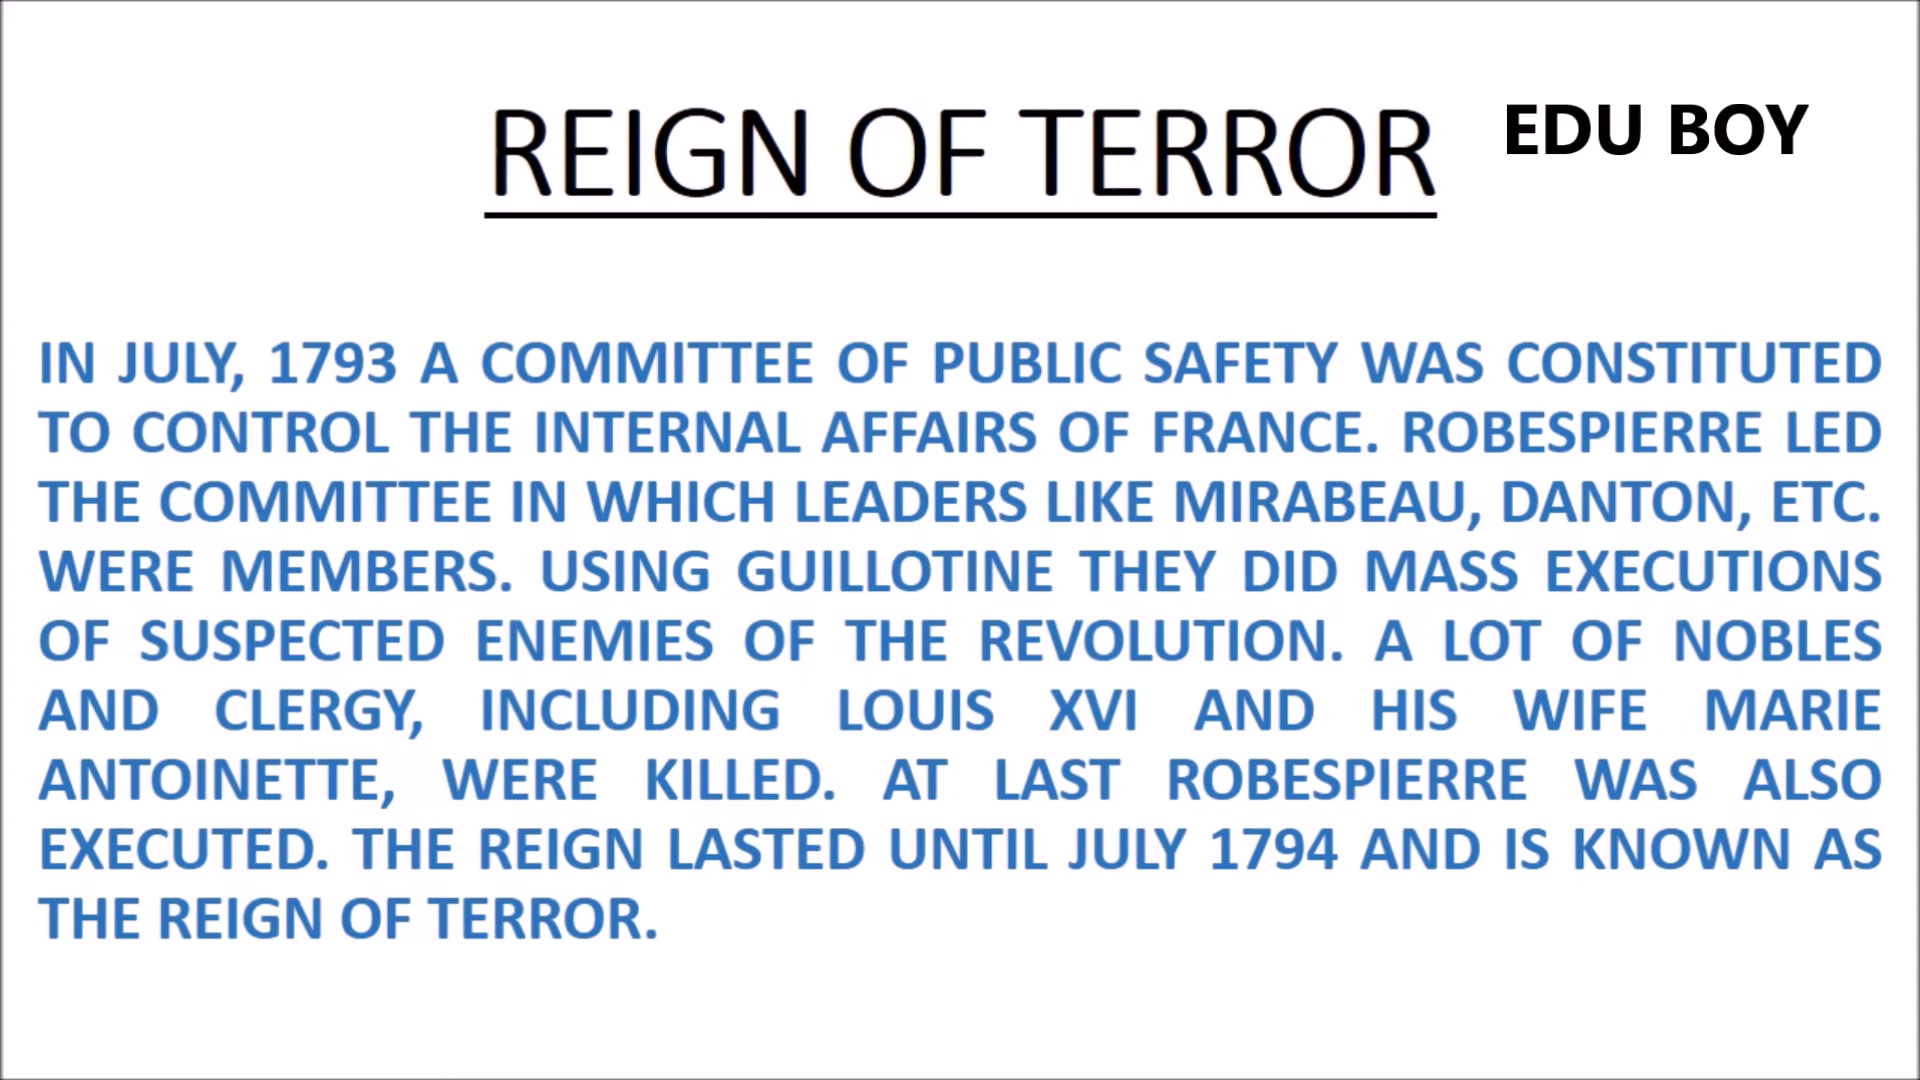 REIGN OF TERROR
EDU BOY
IN JULY, 1793 A COMMITTEE OF PUBLIC SAFETY WAS CONSTITUTED
TO CONTROL THE INTERNAL AFFAIRS OF FRANCE. ROBESPIERRE LED
THE COMMITTEE IN WHICH LEADERS LIKE MIRABEAU, DANTON, ETC.
WERE MEMBERS. USING GUILLOTINE THEY DID MASS EXECUTIONS
OF SUSPECTED ENEMIES OF THE REVOLUTION. A LOT OF NOBLES
AND CLERGY, INCLUDING LOUIS XVI AND HIS WIFE MARIE
ANTOINETTE, WERE KILLED. AT LAST ROBESPIERRE WAS ALSO
EXECUTED. THE REIGN LASTED UNTIL JULY 1794 AND IS KNOWN AS
THE REIGN OF TERROR.